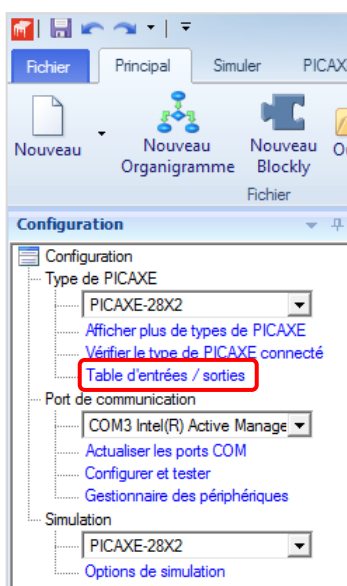 Fichier Principal Simuler PICAX
Nouveau Nouveau Organigramme Nouveau Blockly
Fichier
Configuration
Configuration
Type de PICAXE
PICAXE-28X2
Afficher plus de types de PICAXE
Vérifier le type de PICAXE connecté
Table d'entrées / sorties
Port de communication
COM3 Intel(R) Active Manage
Actualiser les ports COM
Configurer et tester
Gestionnaire des périphériques
Simulation
PICAXE-28X2
Options de simulation